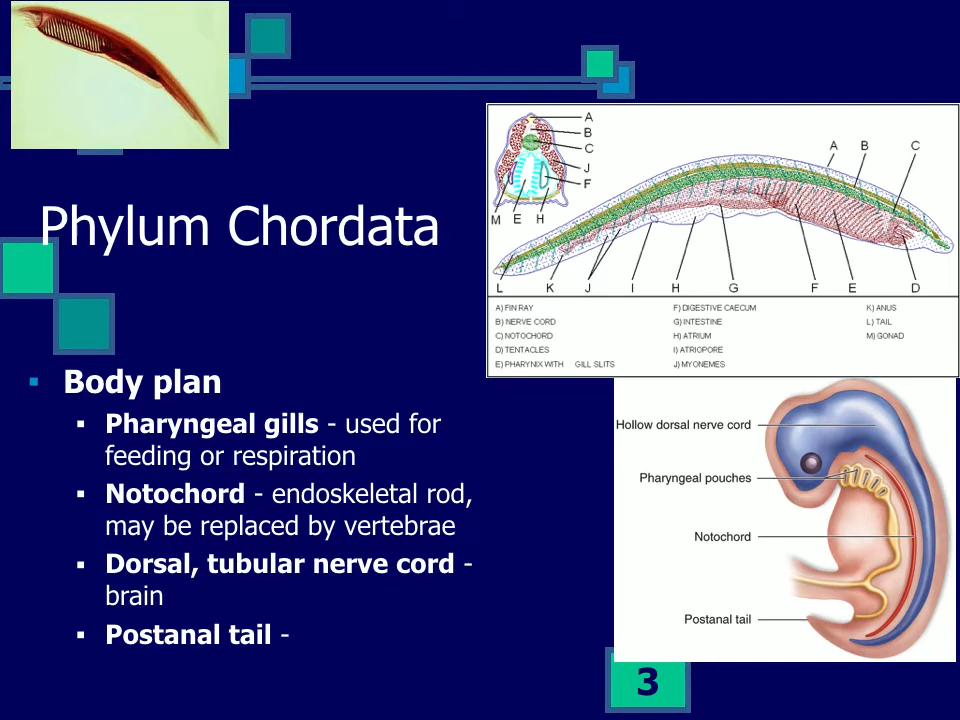 Phylum Chordata
▪ Body plan
▪ Pharyngeal gills - used for
feeding or respiration
▪ Notochord - endoskeletal rod,
may be replaced by vertebrae
▪ Dorsal, tubular nerve cord -
brain
▪ Postanal tail -
A
B
C
J
F
M E H
A B C
L K J I H G F E D
A) FIN RAY
B) NERVE CORD
C) NOTOCHORD
D) TENTACLES
E) PHARYNIX WITH GILL SLITS
F) DIGESTIVE CAECUM
G) INTESTINE
H) ATRIUM
I) ATRIOPORE
J) MYONEMES
K) ANUS
L) TAIL
M) GONAD
Hollow dorsal nerve cord
Pharyngeal pouches
Notochord
Postanal tail
3